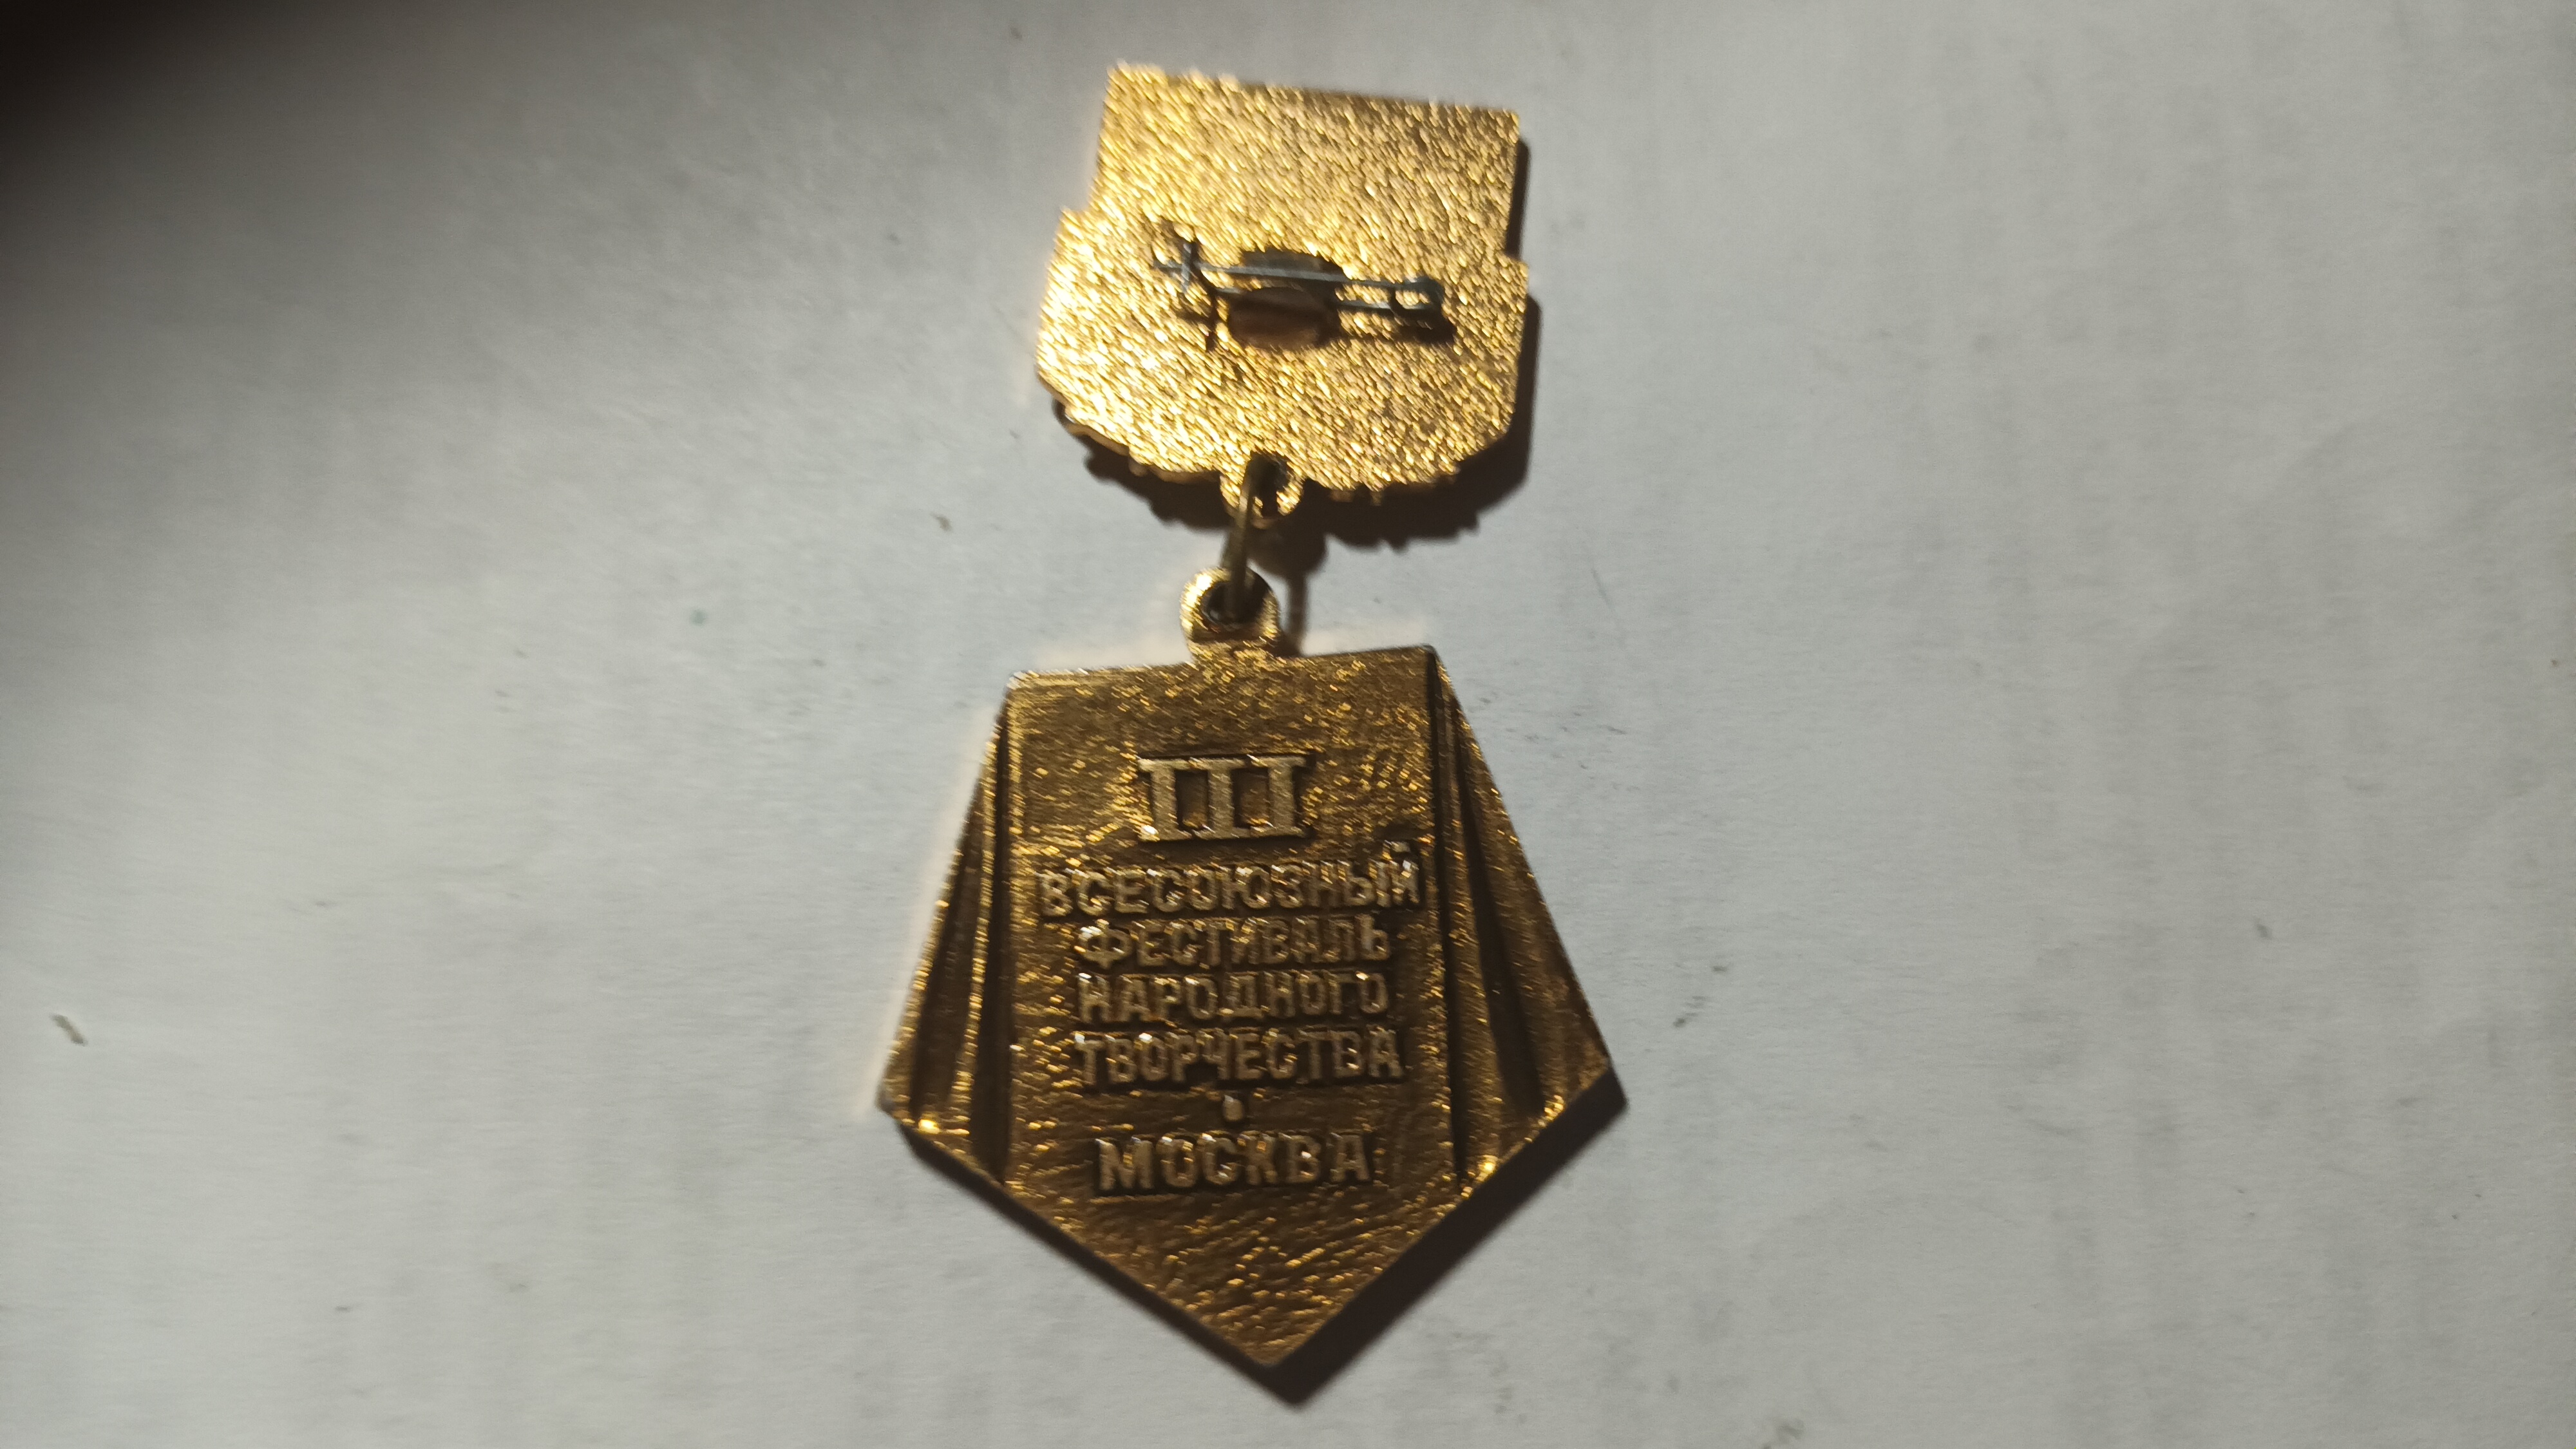 III
ВСЕСОЮЗНЫЙ
ФЕСТИВАЛЬ
НАРОДНОГО
ТВОРЧЕСТВА
•
МОСКВА